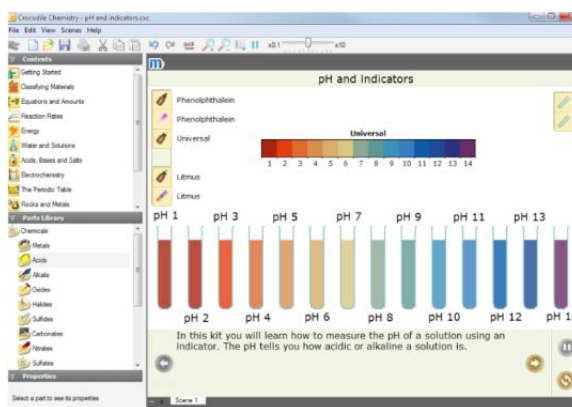 Crocodile Chemistry - pH and indicators.cxc
File Edit View Scenes Help
x0.1 x10
Contents
Getting Started
Classifying Materials
Equations and Amounts
Reaction Rates
Energy
Water and Solutions
Acids, Bases and Salts
Electrochemistry
The Periodic Table
Rocks and Metals
Parts Library
Chemicals
Metals
Acids
Alkalis
Oxides
Halides
Sulfides
Carbonates
Nitrates
Sulfates
Properties
Select a part to see its properties
m
pH and indicators
Phenolphthalein
Phenolphthalein
Universal
Litmus
Litmus
Universal
1 2 3 4 5 6 7 8 9 10 11 12 13 14
pH 1 pH 3 pH 5 pH 7 pH 9 pH 11 pH 13
pH 2 pH 4 pH 6 pH 8 pH 10 pH 12 pH 1
In this kit you will learn how to measure the pH of a solution using an
indicator. The pH tells you how acidic or alkaline a solution is.
Scene 1